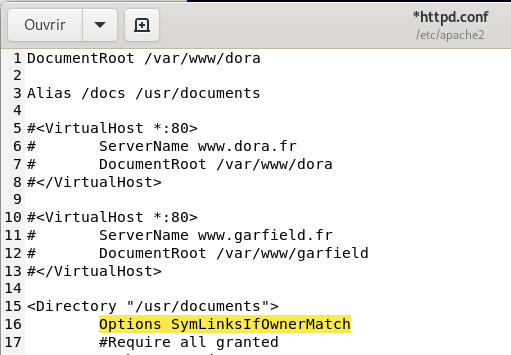 Ouvrir
*httpd.conf
/etc/apache2
1 DocumentRoot /var/www/dora
2
3 Alias /docs /usr/documents
4
5 #<VirtualHost *:80>
6 #       ServerName www.dora.fr
7 #       DocumentRoot /var/www/dora
8 #</VirtualHost>
9
10 #<VirtualHost *:80>
11 #       ServerName www.garfield.fr
12 #       DocumentRoot /var/www/garfield
13 #</VirtualHost>
14
15 <Directory "/usr/documents">
16         Options SymLinksIfOwnerMatch
17         #Require all granted